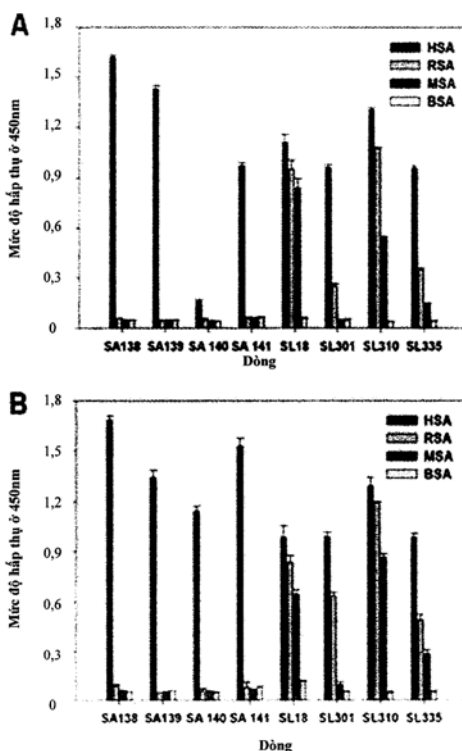 A
1,8
1,5
1,2
0,9
0,6
0,3
0
Mức độ hấp thụ ở 450nm
HSA
RSA
MSA
BSA
SA138 SA139 SA 140 SA 141 SL18 SL301 SL310 SL335
Dòng
B
1,8
1,5
1,2
0,9
0,6
0,3
0
Mức độ hấp thụ ở 450nm
HSA
RSA
MSA
BSA
SA138 SA139 SA 140 SA 141 SL18 SL301 SL310 SL335
Dòng